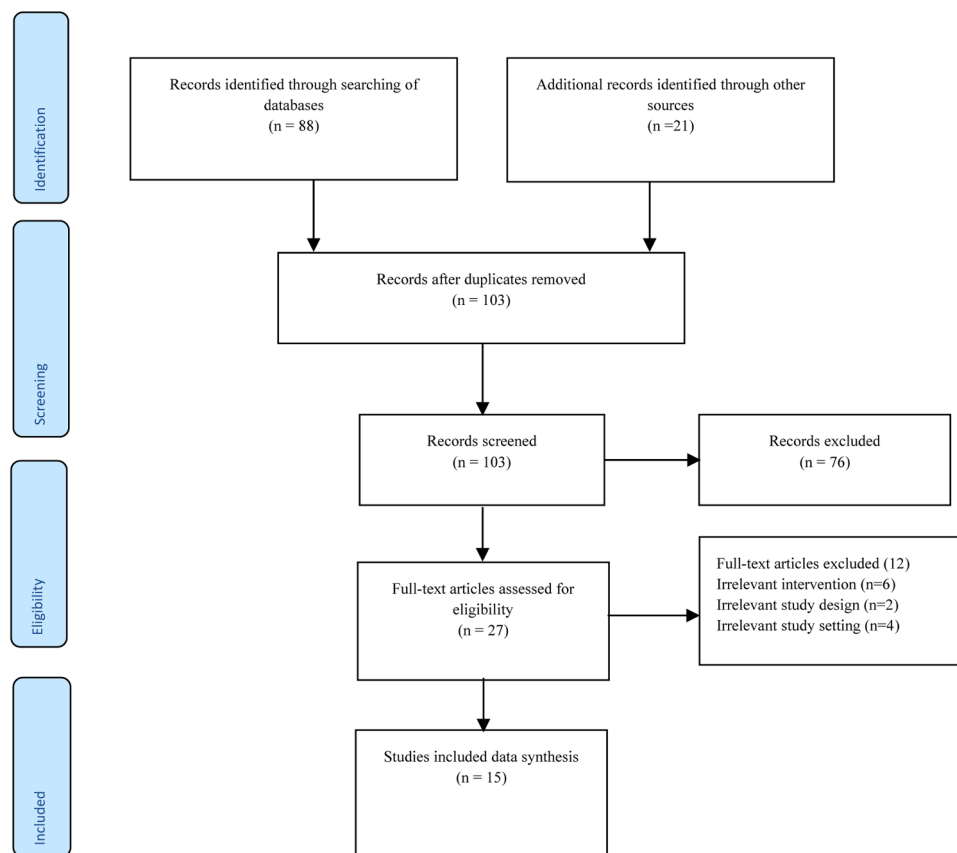 Identification
Records identified through searching of
databases
(n = 88)
Additional records identified through other
sources
(n =21)
Screening
Records after duplicates removed
(n = 103)
Records screened
(n = 103)
Records excluded
(n = 76)
Eligibility
Full-text articles assessed for
eligibility
(n = 27)
Full-text articles excluded (12)
Irrelevant intervention (n=6)
Irrelevant study design (n=2)
Irrelevant study setting (n=4)
Included
Studies included data synthesis
(n = 15)